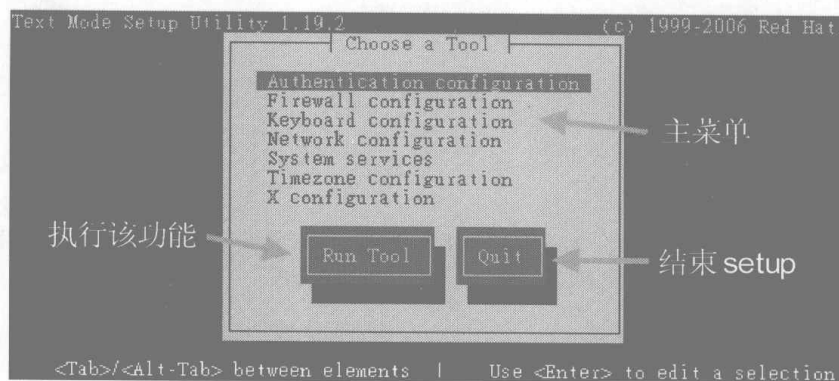 Text Mode Setup Utility 1.19.2 (c) 1999-2006 Red Hat
Choose a Tool
Authentication configuration
Firewall configuration
Keyboard configuration
Network configuration
System services
Timezone configuration
X configuration
主菜单
执行该功能
Run Tool
Quit
结束 setup
<Tab>/<Alt-Tab> between elements | Use <Enter> to edit a selection